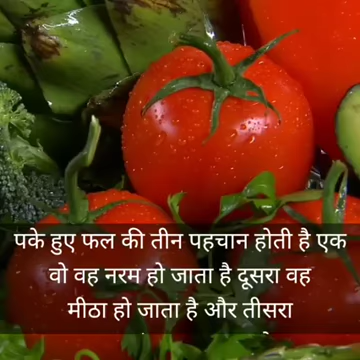 पके हुए फल की तीन पहचान होती है एक
वो वह नरम हो जाता है दूसरा वह
मीठा हो जाता है और तीसरा